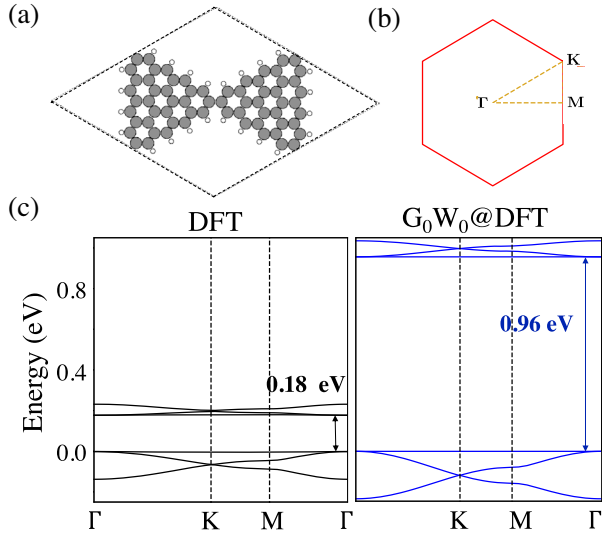 (a)
(b)
K
Γ
M
(c)
DFT
G₀W₀@DFT
Energy (eV)
0.8
0.4
0.0
0.18 eV
0.96 eV
Γ K M Γ
K M Γ